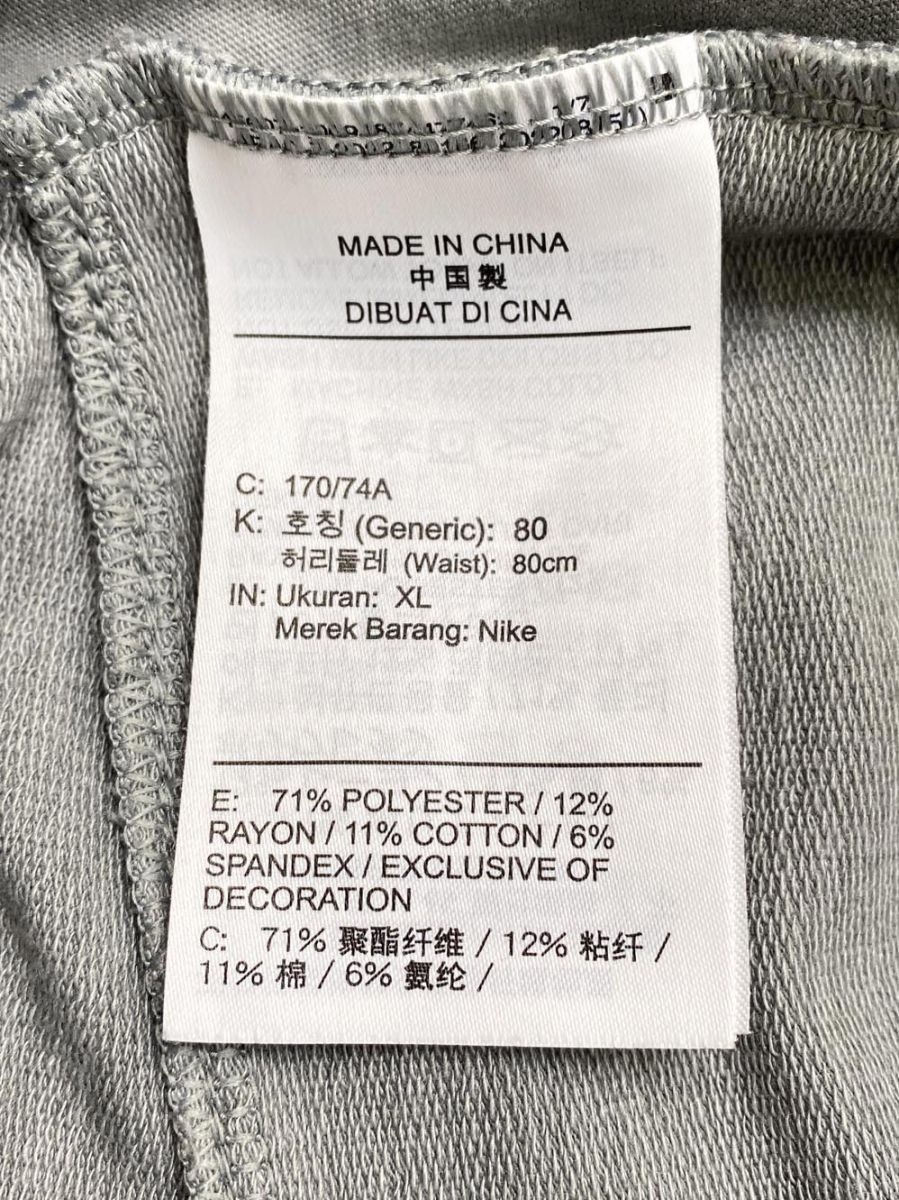 MADE IN CHINA
中国製
DIBUAT DI CINA
C: 170/74A
K: 호칭 (Generic): 80
허리둘레 (Waist): 80cm
IN: Ukuran: XL
Merek Barang: Nike
E: 71% POLYESTER / 12%
RAYON / 11% COTTON / 6%
SPANDEX / EXCLUSIVE OF
DECORATION
C: 71% 聚酯纤维 / 12% 粘纤 /
11% 棉 / 6% 氨纶 /